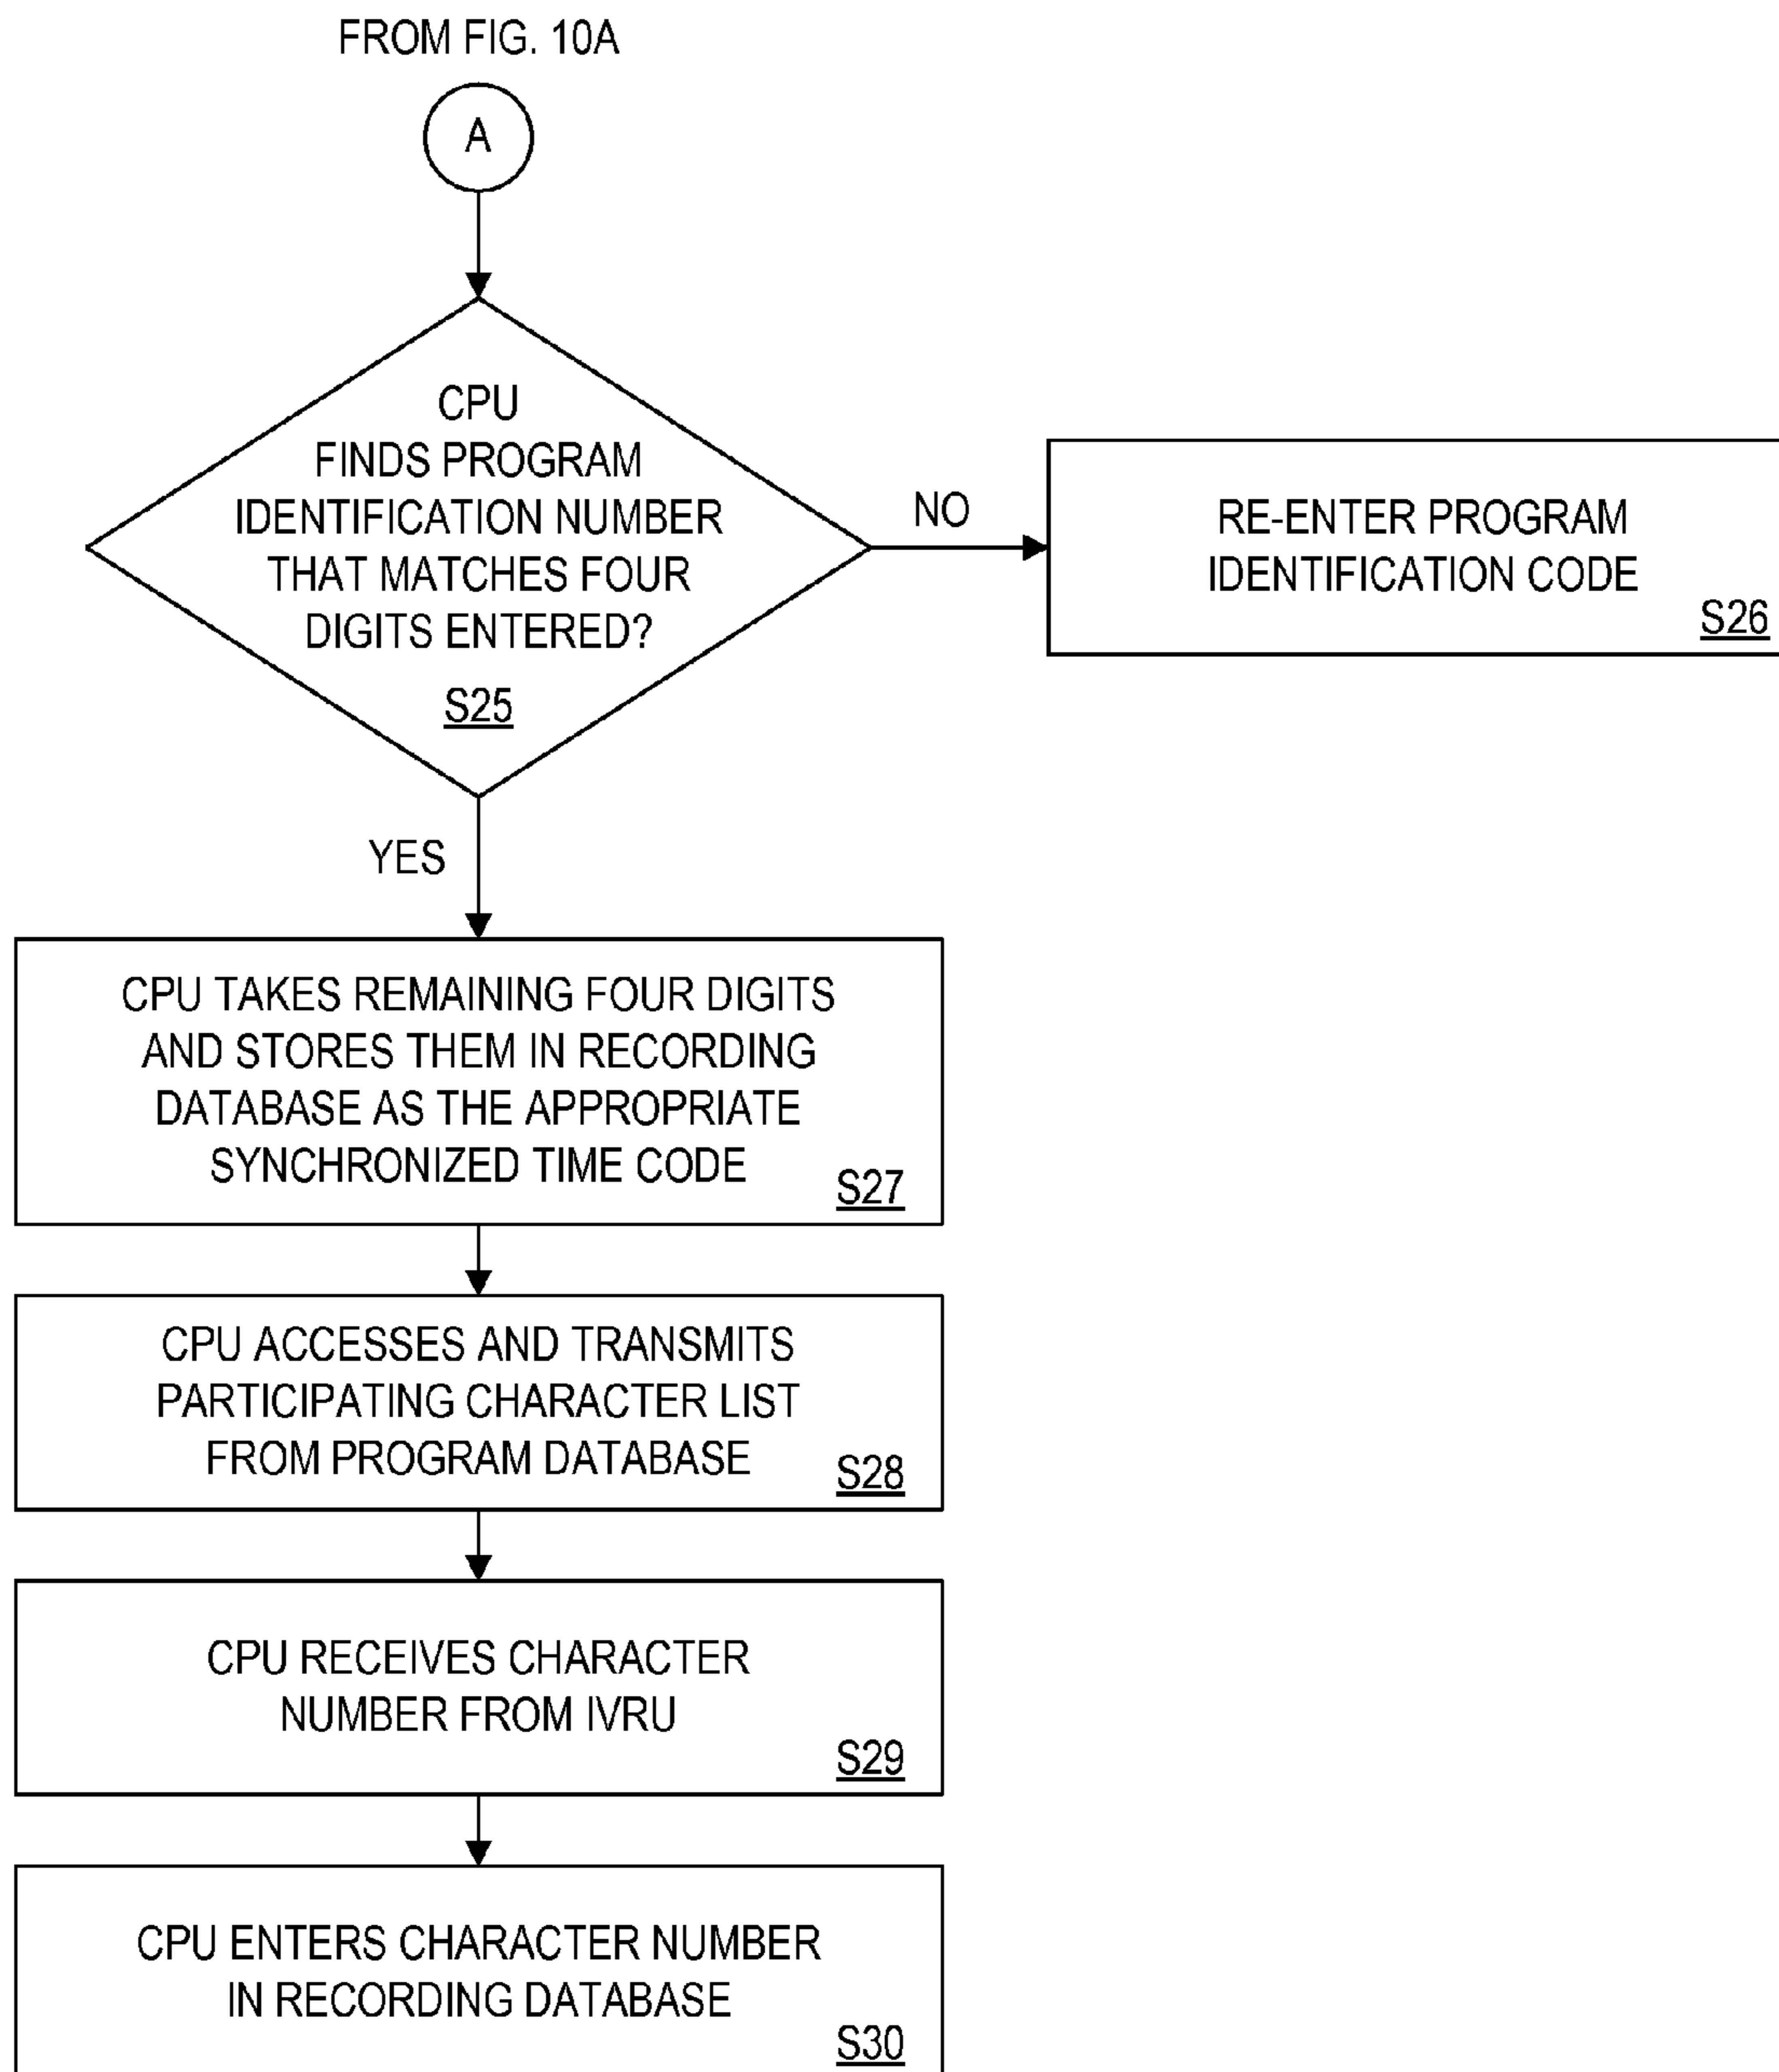 FROM FIG. 10A
A
CPU
FINDS PROGRAM
IDENTIFICATION NUMBER
THAT MATCHES FOUR
DIGITS ENTERED?
S25
NO
RE-ENTER PROGRAM
IDENTIFICATION CODE
S26
YES
CPU TAKES REMAINING FOUR DIGITS
AND STORES THEM IN RECORDING
DATABASE AS THE APPROPRIATE
SYNCHRONIZED TIME CODE
S27
CPU ACCESSES AND TRANSMITS
PARTICIPATING CHARACTER LIST
FROM PROGRAM DATABASE
S28
CPU RECEIVES CHARACTER
NUMBER FROM IVRU
S29
CPU ENTERS CHARACTER NUMBER
IN RECORDING DATABASE
S30